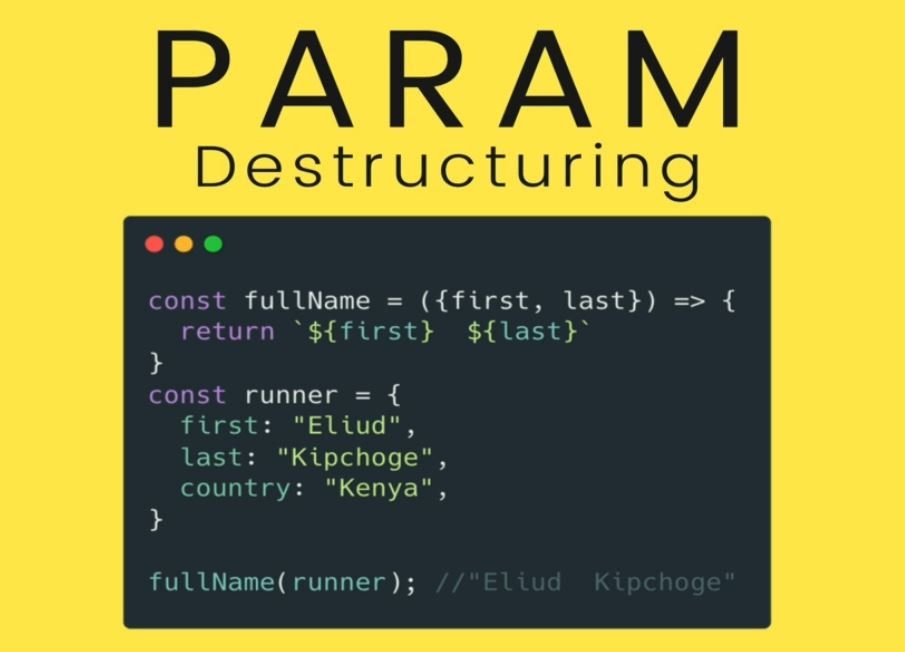 PARAM
Destructuring
const fullName = ({first, last}) => {
  return `${first}  ${last}`
}
const runner = {
  first: "Eliud",
  last: "Kipchoge",
  country: "Kenya",
}
fullName(runner); //"Eliud  Kipchoge"